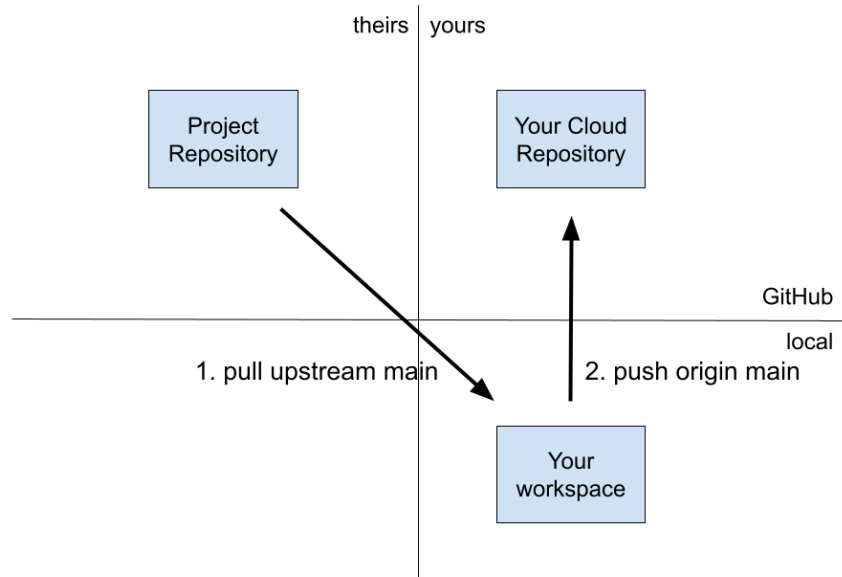 theirs
yours
Project
Repository
Your Cloud
Repository
GitHub
local
1. pull upstream main
2. push origin main
Your
workspace